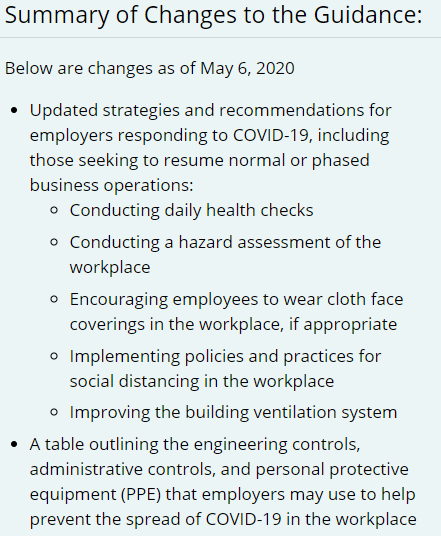 Summary of Changes to the Guidance:
Below are changes as of May 6, 2020
• Updated strategies and recommendations for
employers responding to COVID-19, including
those seeking to resume normal or phased
business operations:
◦ Conducting daily health checks
◦ Conducting a hazard assessment of the
workplace
◦ Encouraging employees to wear cloth face
coverings in the workplace, if appropriate
◦ Implementing policies and practices for
social distancing in the workplace
◦ Improving the building ventilation system
• A table outlining the engineering controls,
administrative controls, and personal protective
equipment (PPE) that employers may use to help
prevent the spread of COVID-19 in the workplace